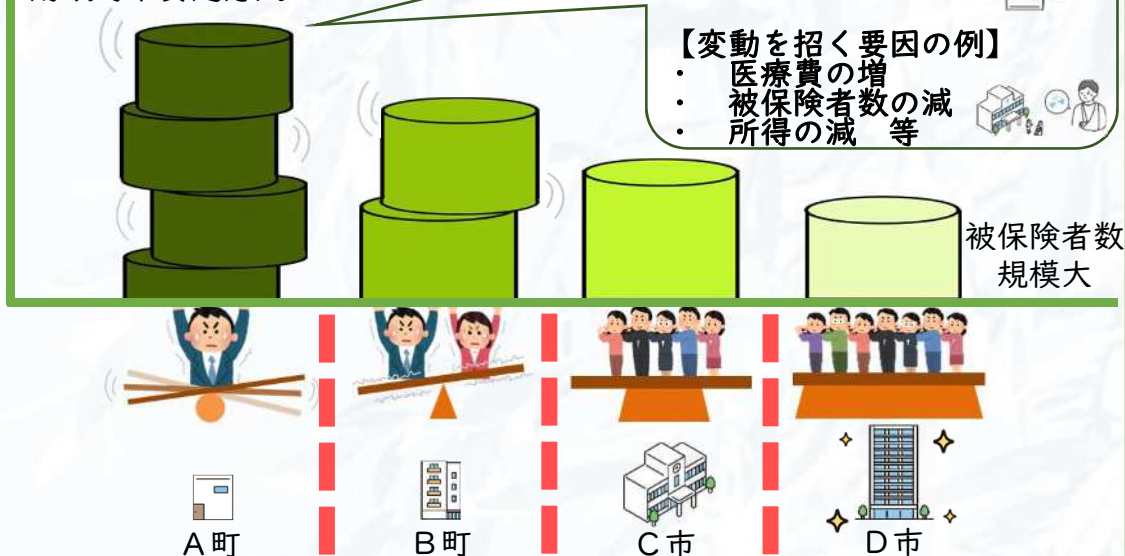 【変動を招く要因の例】
・ 医療費の増
・ 被保険者数の減
・ 所得の減 等
被保険者数
規模大
A町
B町
C市
D市